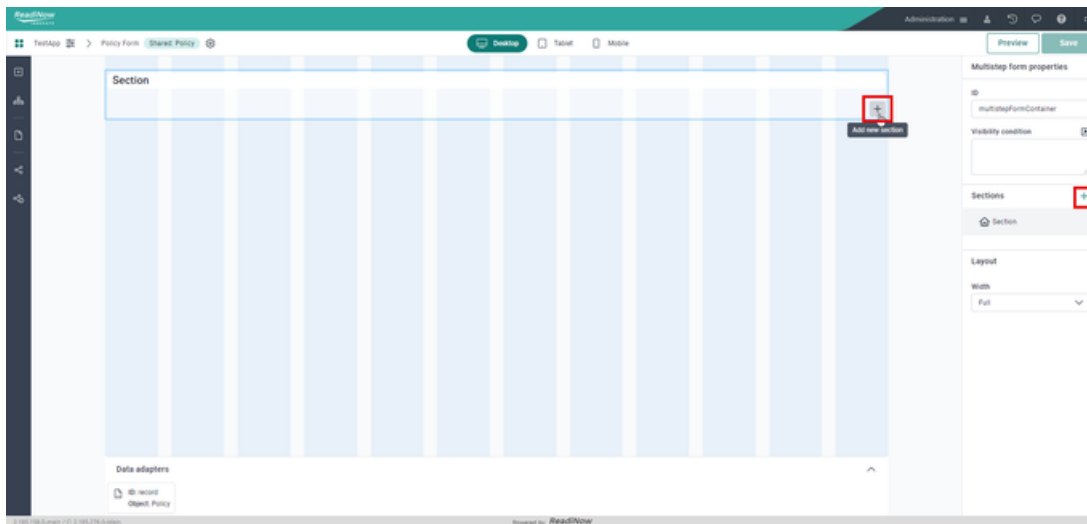 ReadiNow
Administration
TestApp > Policy Form Shared: Policy
Desktop Tablet Mobile
Preview Save
Section
Add new section
Multistep form properties
ID
multistepFormContainer
Visibility condition
Sections
Section
Layout
Width
Full
Data adapters
ID: record
Object: Policy
Powered by ReadiNow